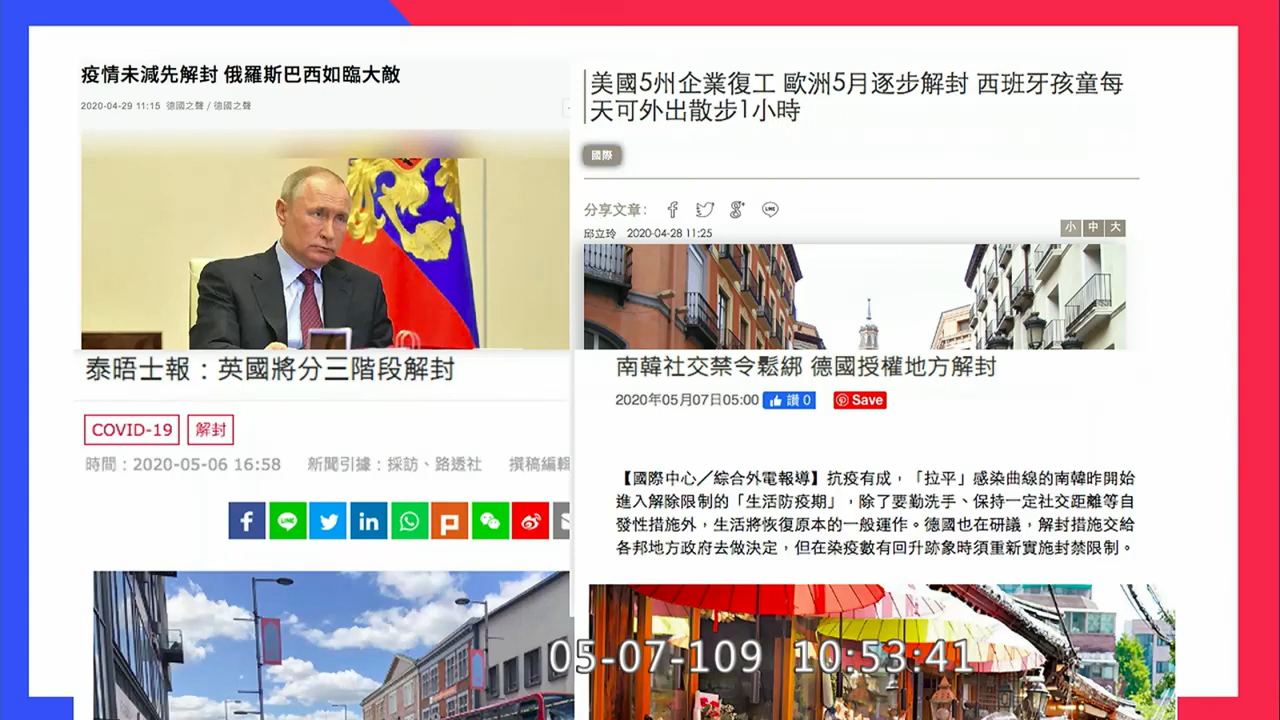 疫情未減先解封 俄羅斯巴西如臨大敵
2020-04-29 11:15 德國之聲 / 德國之聲
美國5州企業復工 歐洲5月逐步解封 西班牙孩童每
天可外出散步1小時
國際
分享文章:
邱立玲 2020-04-28 11:25
小 中 大
泰晤士報：英國將分三階段解封
COVID-19 解封
時間：2020-05-06 16:58 新聞引據：採訪、路透社 撰稿編輯
南韓社交禁令鬆綁 德國授權地方解封
2020年05月07日05:00 讚 0 Save
【國際中心／綜合外電報導】抗疫有成，「拉平」感染曲線的南韓昨開始
進入解除限制的「生活防疫期」，除了要勤洗手、保持一定社交距離等自
發性措施外，生活將恢復原本的一般運作。德國也在研議，解封措施交給
各邦地方政府去做決定，但在染疫數有回升跡象時須重新實施封禁限制。
05-07-109 10:53:41